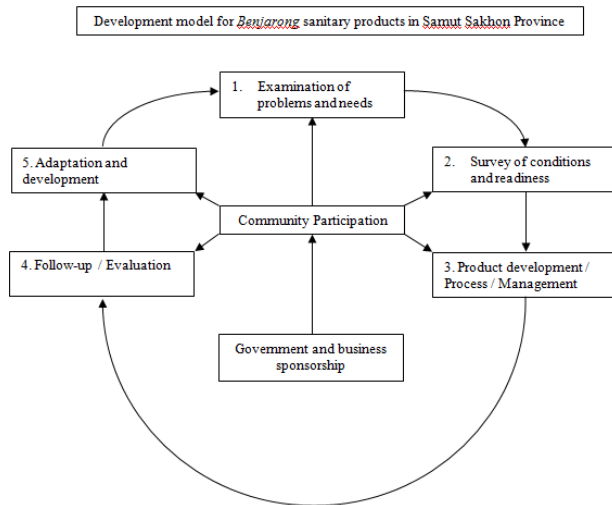 Development model for Benjarong sanitary products in Samut Sakhon Province
1. Examination of
problems and needs
5. Adaptation and
development
2. Survey of conditions
and readiness
Community Participation
4. Follow-up / Evaluation
3. Product development /
Process / Management
Government and business
sponsorship